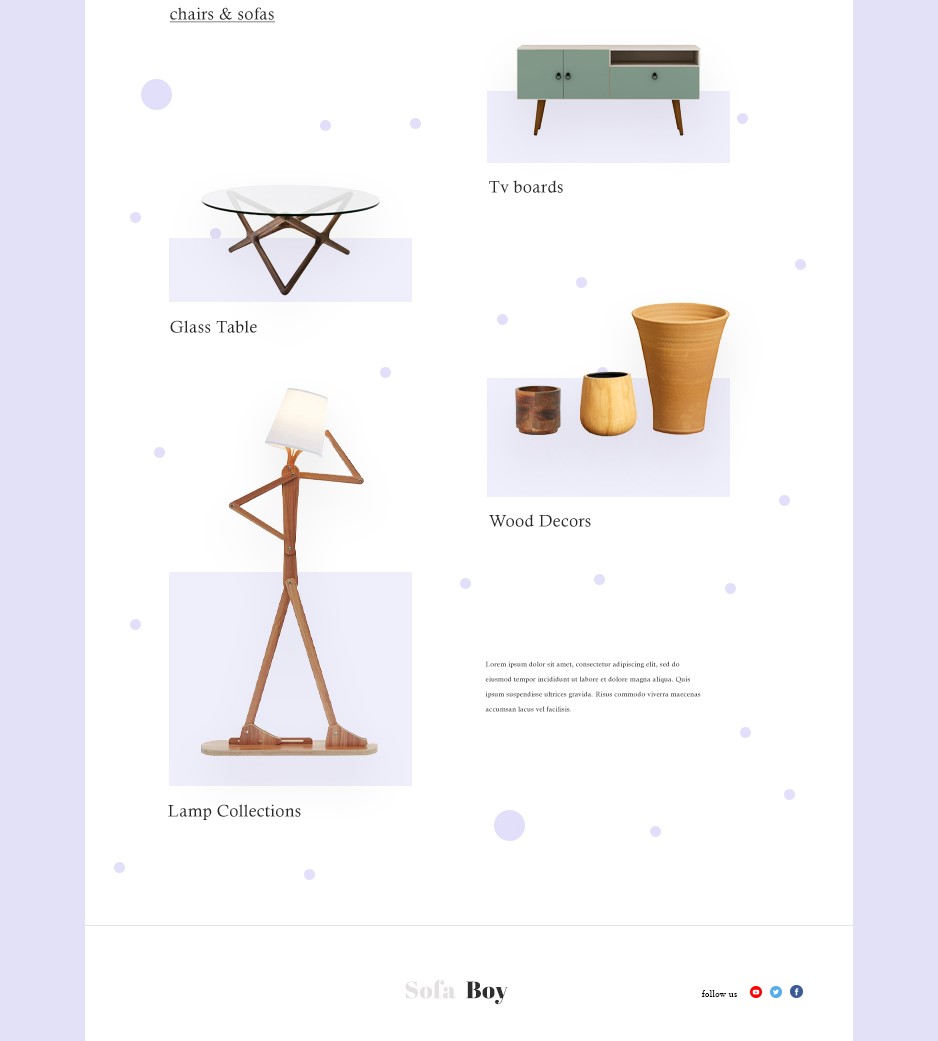 chairs & sofas
Tv boards
Glass Table
Wood Decors
Lorem ipsum dolor sit amet, consectetur adipiscing elit, sed do
eiusmod tempor incididunt ut labore et dolore magna aliqua. Quis
ipsum suspendisse ultrices gravida. Risus commodo viverra maecenas
accumsan lacus vel facilisis.
Lamp Collections
Sofa Boy
follow us